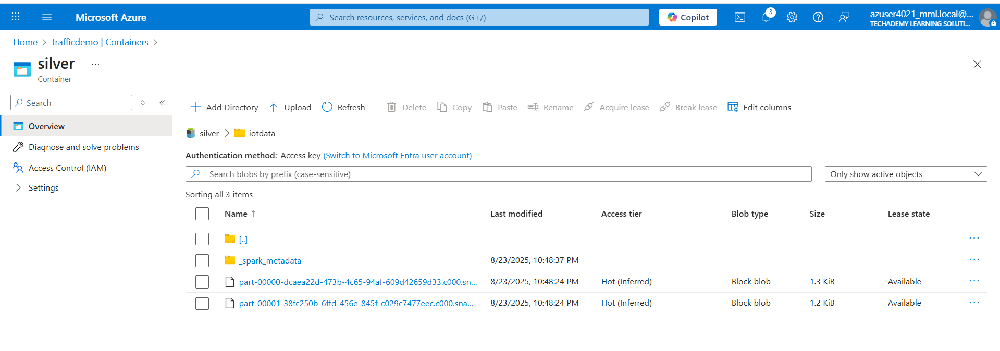 Microsoft Azure
Search resources, services, and docs (G+/)
Copilot
3
azuser4021_mml.local@...
TECHADEMY LEARNING SOLUTI...
Home > trafficdemo | Containers >
silver ...
Container
Search
Overview
Diagnose and solve problems
Access Control (IAM)
Settings
Add Directory Upload Refresh Delete Copy Paste Rename Acquire lease Break lease Edit columns
silver > iotdata
Authentication method: Access key (Switch to Microsoft Entra user account)
Search blobs by prefix (case-sensitive)
Only show active objects
Sorting all 3 items
Name ↑ Last modified Access tier Blob type Size Lease state
[..] ...
_spark_metadata 8/23/2025, 10:48:37 PM ...
part-00000-dcaea22d-473b-4c65-94af-609d42659d33.c000.sn... 8/23/2025, 10:48:24 PM Hot (Inferred) Block blob 1.3 KiB Available ...
part-00001-38fc250b-6ffd-456e-845f-c029c7477eec.c000.sna... 8/23/2025, 10:48:24 PM Hot (Inferred) Block blob 1.2 KiB Available ...